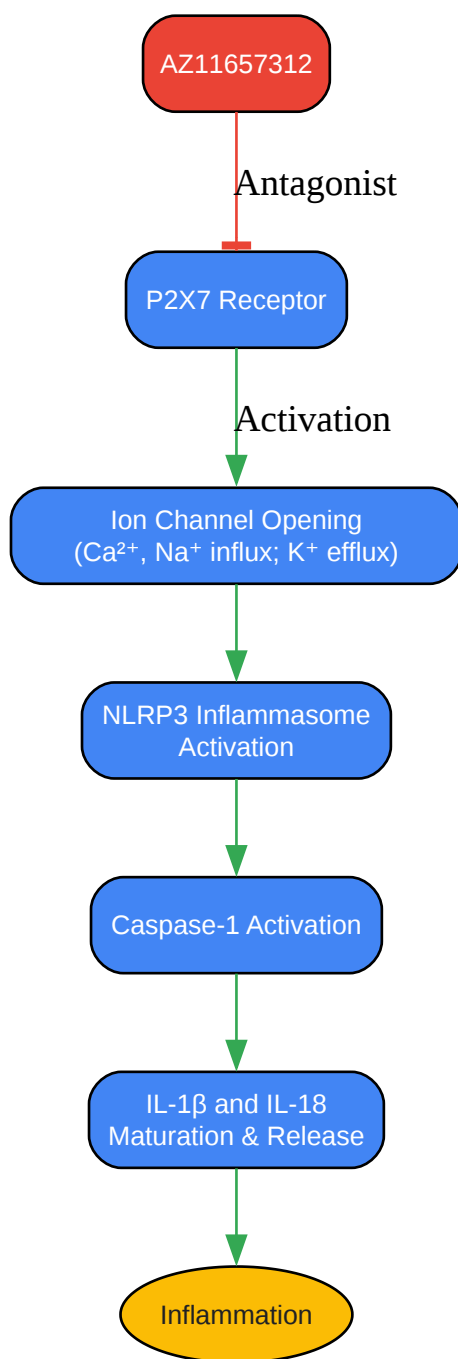 AZ11657312
Antagonist
P2X7 Receptor
Activation
Ion Channel Opening
(Ca²⁺, Na⁺ influx; K⁺ efflux)
NLRP3 Inflammasome
Activation
Caspase-1 Activation
IL-1β and IL-18
Maturation & Release
Inflammation